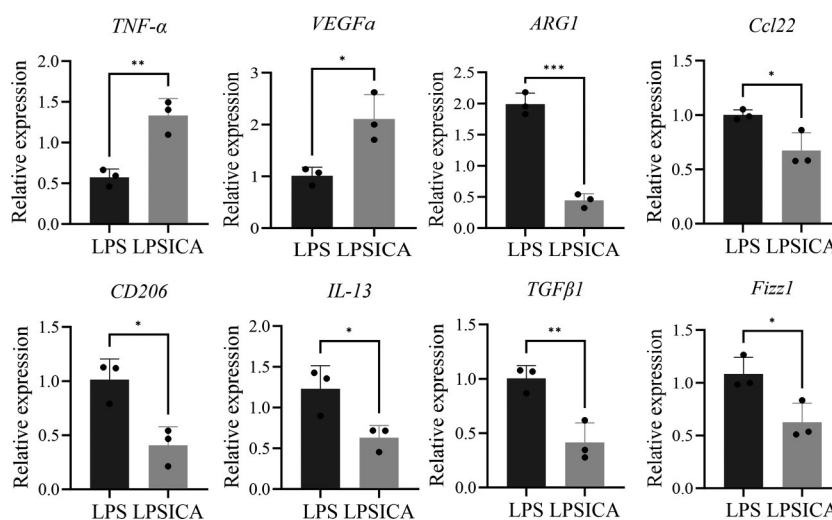 TNF-α
VEGFa
ARG1
Ccl22
Relative expression
2.0
1.5
1.0
0.5
0.0
**
LPS LPSICA
Relative expression
3
2
1
0
*
LPS LPSICA
Relative expression
2.5
2.0
1.5
1.0
0.5
0.0
***
LPS LPSICA
Relative expression
1.5
1.0
0.5
0.0
*
LPS LPSICA
CD206
IL-13
TGFβ1
Fizz1
Relative expression
1.5
1.0
0.5
0.0
*
LPS LPSICA
Relative expression
2.0
1.5
1.0
0.5
0.0
*
LPS LPSICA
Relative expression
1.5
1.0
0.5
0.0
**
LPS LPSICA
Relative expression
1.5
1.0
0.5
0.0
*
LPS LPSICA